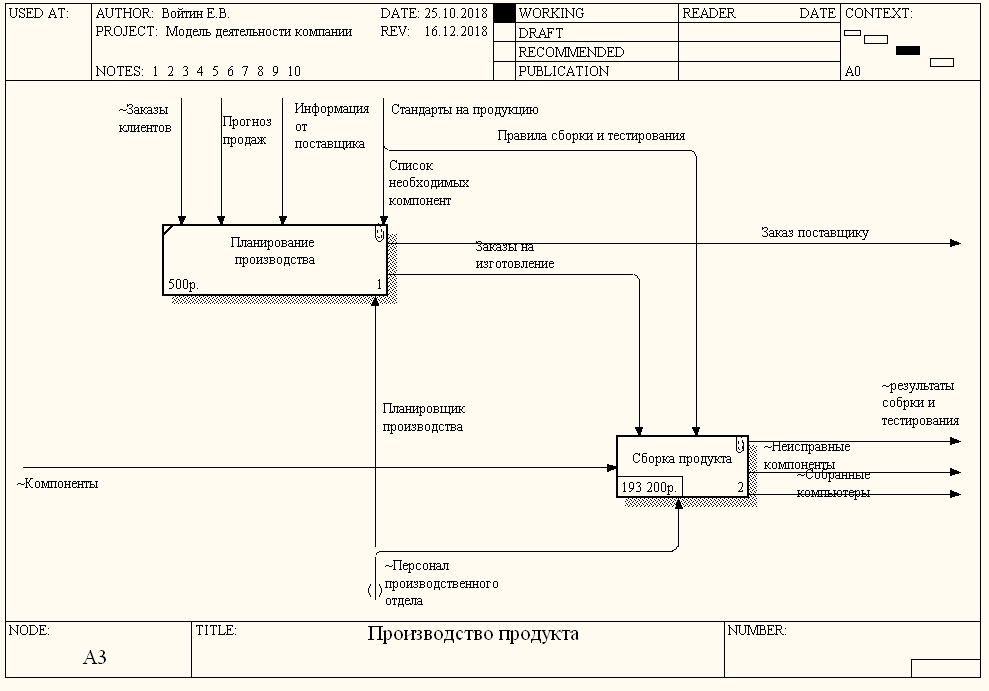 USED AT:
AUTHOR: Войтин Е.В.
DATE: 25.10.2018
PROJECT: Модель деятельности компании
REV: 16.12.2018
NOTES: 1 2 3 4 5 6 7 8 9 10
WORKING
DRAFT
RECOMMENDED
PUBLICATION
READER DATE
CONTEXT:
A0
~Заказы
клиентов
Прогноз
продаж
Информация
от
поставщика
Стандарты на продукцию
Правила сборки и тестирования
Список
необходимых
компонент
Планирование
производства
500р. 1
Заказ поставщику
Заказы на
изготовление
Планировщик
производства
~результаты
собрки и
тестирования
Сборка продукта
193 200р. 2
~Неисправные
компоненты
~Собранные
компьютеры
~Компоненты
~Персонал
производственного
отдела
NODE:
A3
TITLE:
Производство продукта
NUMBER: